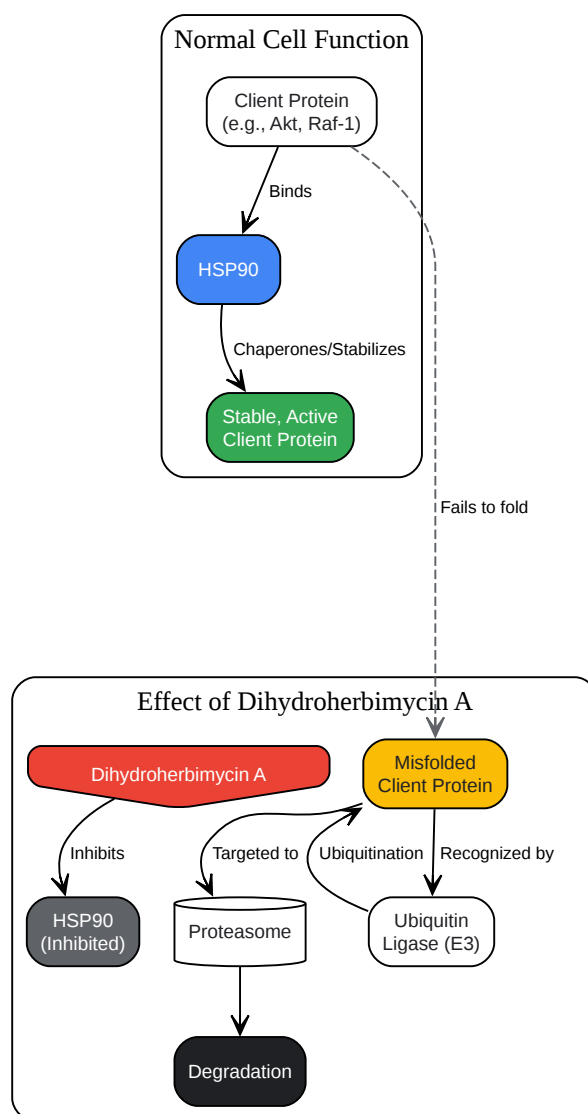 Normal Cell Function
Client Protein
(e.g., Akt, Raf-1)
Binds
HSP90
Chaperones/Stabilizes
Stable, Active
Client Protein
Fails to fold
Effect of Dihydroherbimycin A
Dihydroherbimycin A
Misfolded
Client Protein
Inhibits
Targeted to
Ubiquitination
Recognized by
HSP90
(Inhibited)
Proteasome
Ubiquitin
Ligase (E3)
Degradation